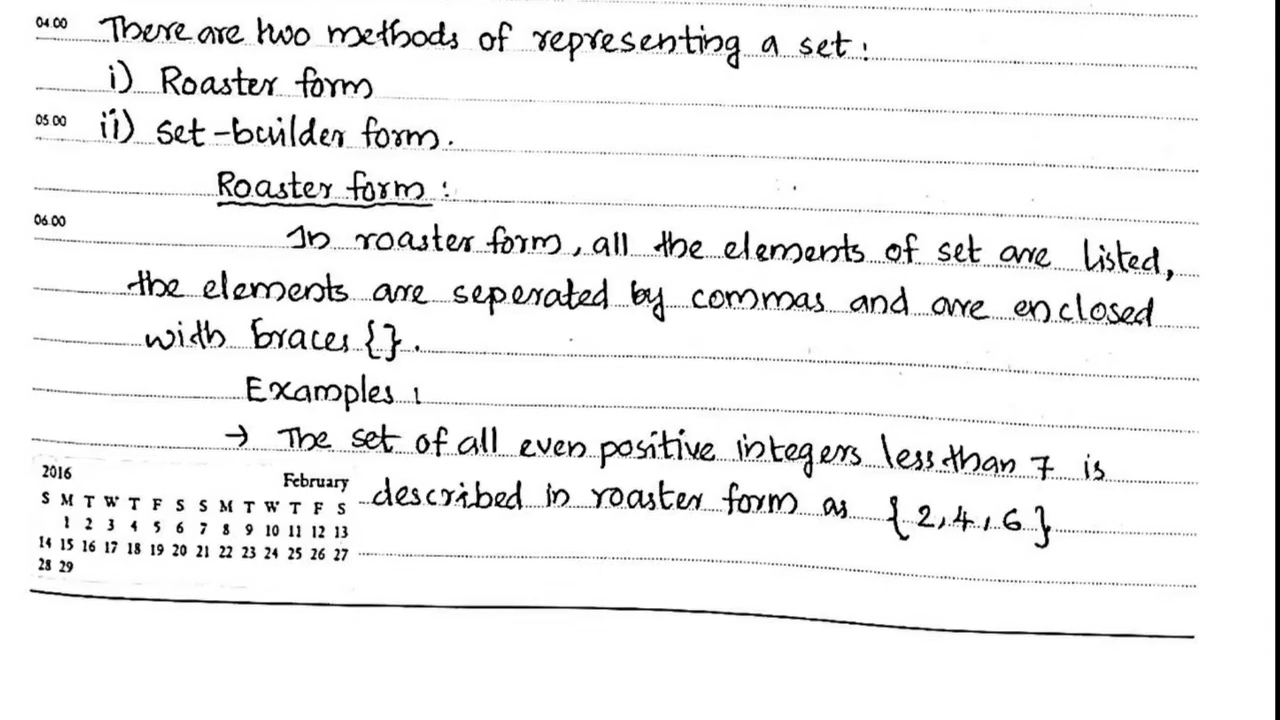 04.00 There are two methods of representing a set:
i) Roaster form
05.00 ii) set-builder form.
Roaster form:
06.00
In roaster form, all the elements of set are listed,
the elements are seperated by commas and are enclosed
with braces {}.
Examples:
→ The set of all even positive integers less than 7 is
described in roaster form as {2,4,6}
2016 February
S M T W T F S S M T W T F S
1 2 3 4 5 6 7 8 9 10 11 12 13
14 15 16 17 18 19 20 21 22 23 24 25 26 27
28 29